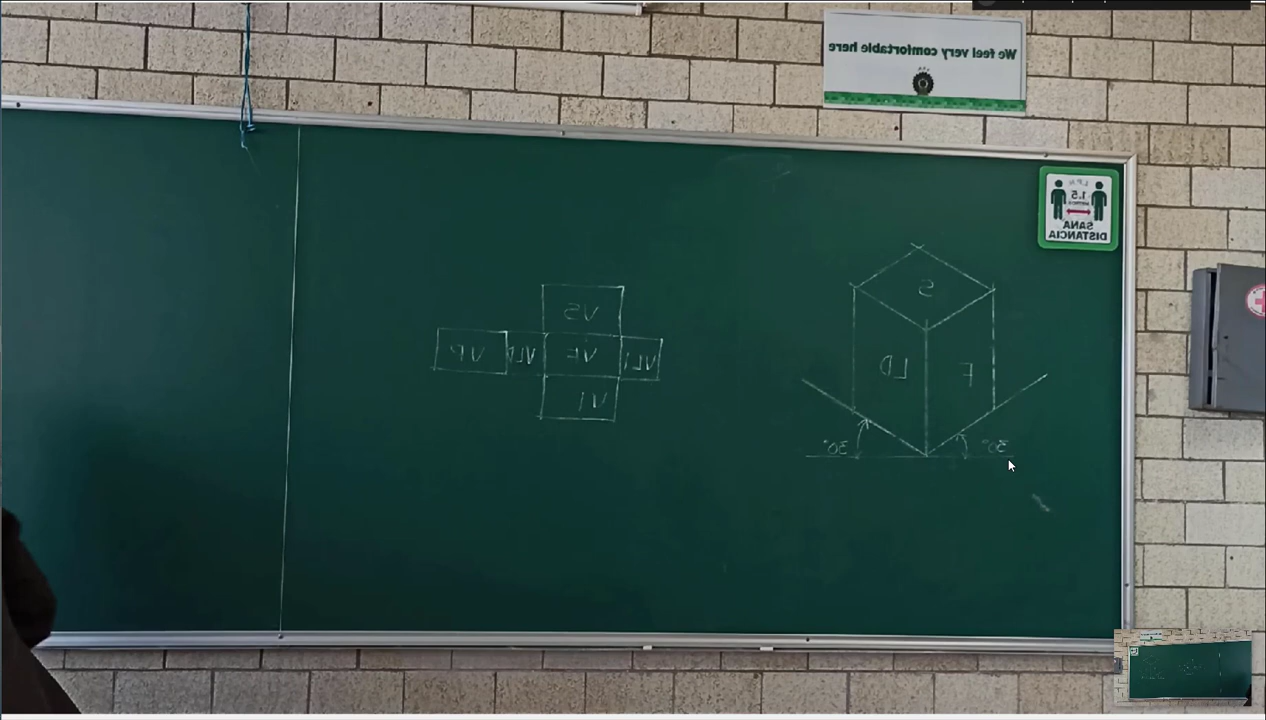 We feel very comfortable here
1.5
SANA
DISTANCIA
S
F LD
30° 30°
VS
VLI VF VLD VP
VI